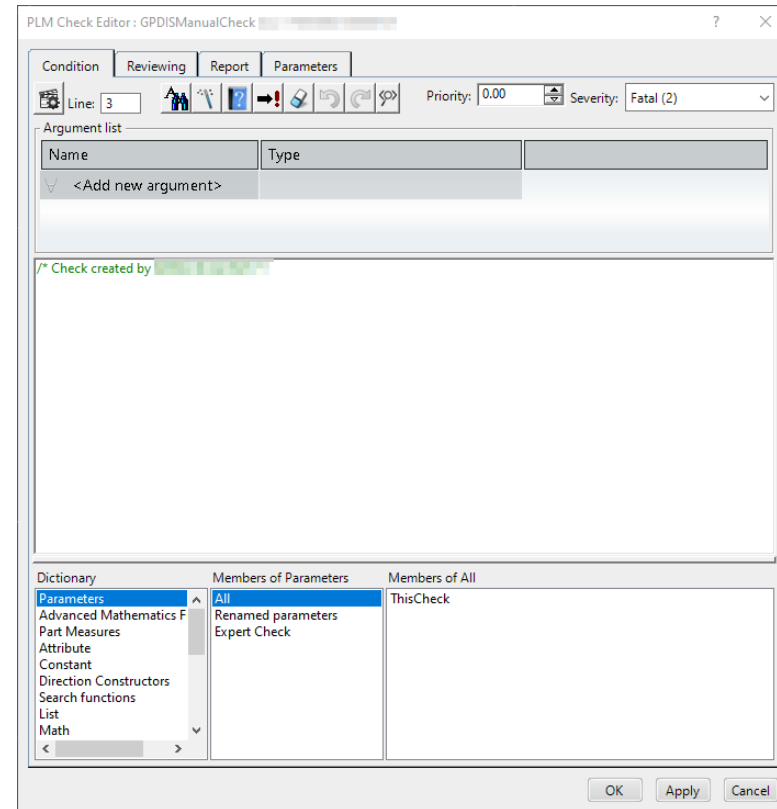 PLM Check Editor : GPDISManualCheck
Condition Reviewing Report Parameters
Line: 3 Priority: 0.00 Severity: Fatal (2)
Argument list
Name Type
<Add new argument>
/* Check created by
Dictionary Members of Parameters Members of All
Parameters All ThisCheck
Advanced Mathematics F Renamed parameters
Part Measures Expert Check
Attribute
Constant
Direction Constructors
Search functions
List
Math
OK Apply Cancel